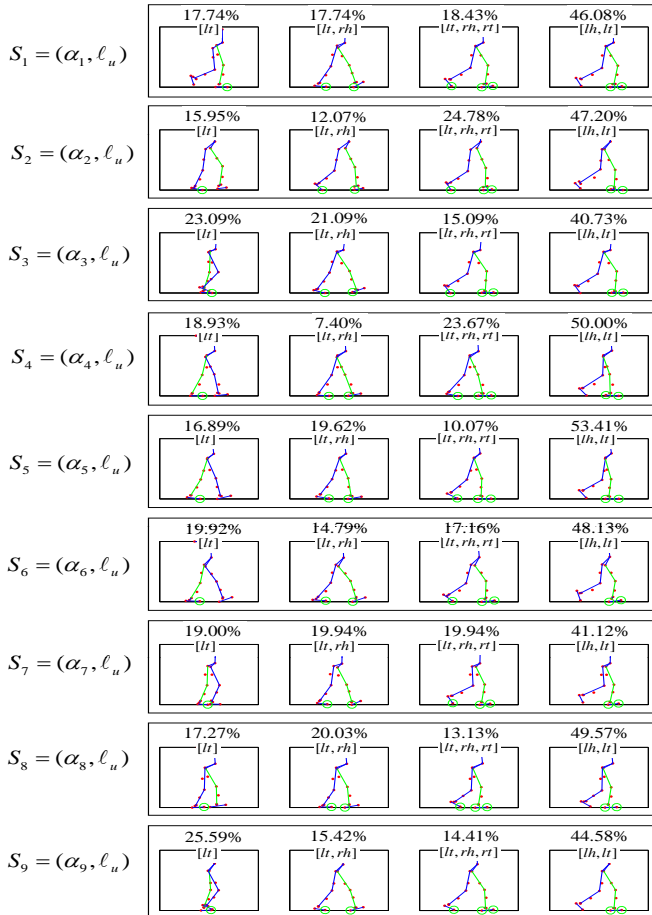 17.74% 17.74% 18.43% 46.08%
[lt] [lt, rh] [lt, rh, rt] [lh, lt]
S₁ = (α₁, ℓᵤ)
15.95% 12.07% 24.78% 47.20%
[lt] [lt, rh] [lt, rh, rt] [lh, lt]
S₂ = (α₂, ℓᵤ)
23.09% 21.09% 15.09% 40.73%
[lt] [lt, rh] [lt, rh, rt] [lh, lt]
S₃ = (α₃, ℓᵤ)
18.93% 7.40% 23.67% 50.00%
[lt] [lt, rh] [lt, rh, rt] [lh, lt]
S₄ = (α₄, ℓᵤ)
16.89% 19.62% 10.07% 53.41%
[lt] [lt, rh] [lt, rh, rt] [lh, lt]
S₅ = (α₅, ℓᵤ)
19.92% 14.79% 17.16% 48.13%
[lt] [lt, rh] [lt, rh, rt] [lh, lt]
S₆ = (α₆, ℓᵤ)
19.00% 19.94% 19.94% 41.12%
[lt] [lt, rh] [lt, rh, rt] [lh, lt]
S₇ = (α₇, ℓᵤ)
17.27% 20.03% 13.13% 49.57%
[lt] [lt, rh] [lt, rh, rt] [lh, lt]
S₈ = (α₈, ℓᵤ)
25.59% 15.42% 14.41% 44.58%
[lt] [lt, rh] [lt, rh, rt] [lh, lt]
S₉ = (α₉, ℓᵤ)